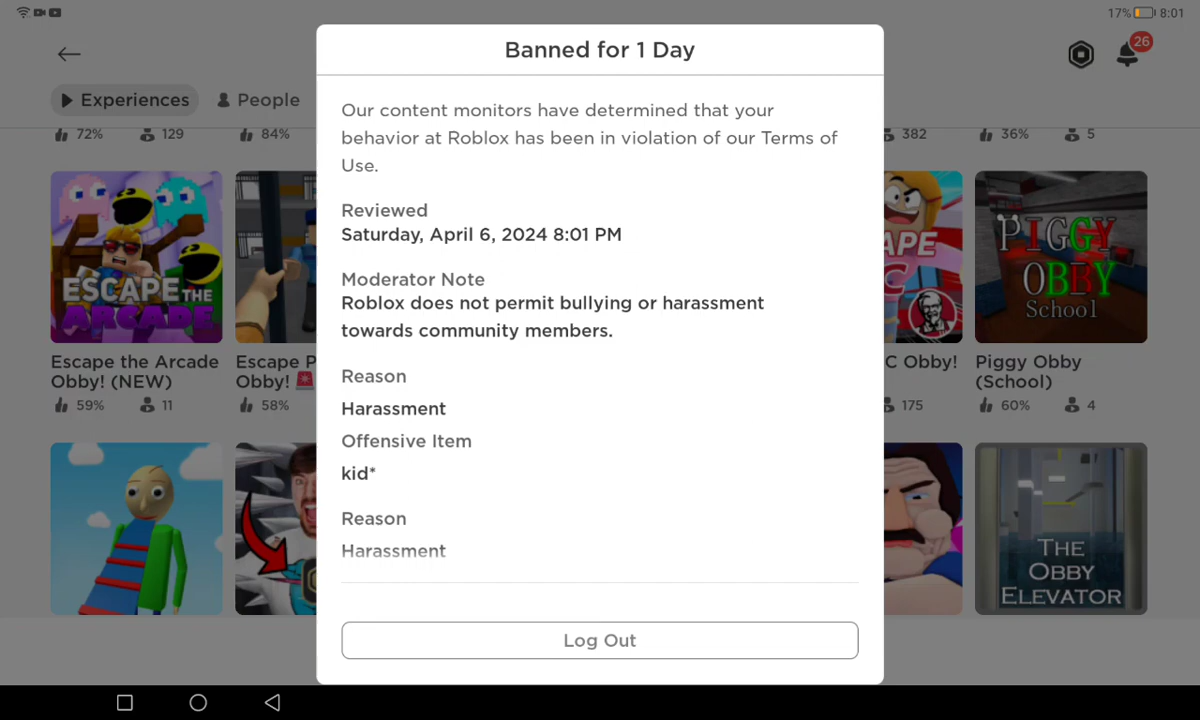 17% 8:01
Banned for 1 Day
26
Experiences
People
Our content monitors have determined that your
behavior at Roblox has been in violation of our Terms of
Use.
72% 129 84% 382 36% 5
Reviewed
Saturday, April 6, 2024 8:01 PM
Moderator Note
Roblox does not permit bullying or harassment
towards community members.
ESCAPE THE
ARCADE
APE
PIGGY
OBBY
School
Escape the Arcade
Obby! (NEW)
59% 11
Escape P
Obby!
58%
C Obby!
175
Piggy Obby
(School)
60% 4
Reason
Harassment
Offensive Item
kid*
Reason
Harassment
THE
OBBY
ELEVATOR
Log Out